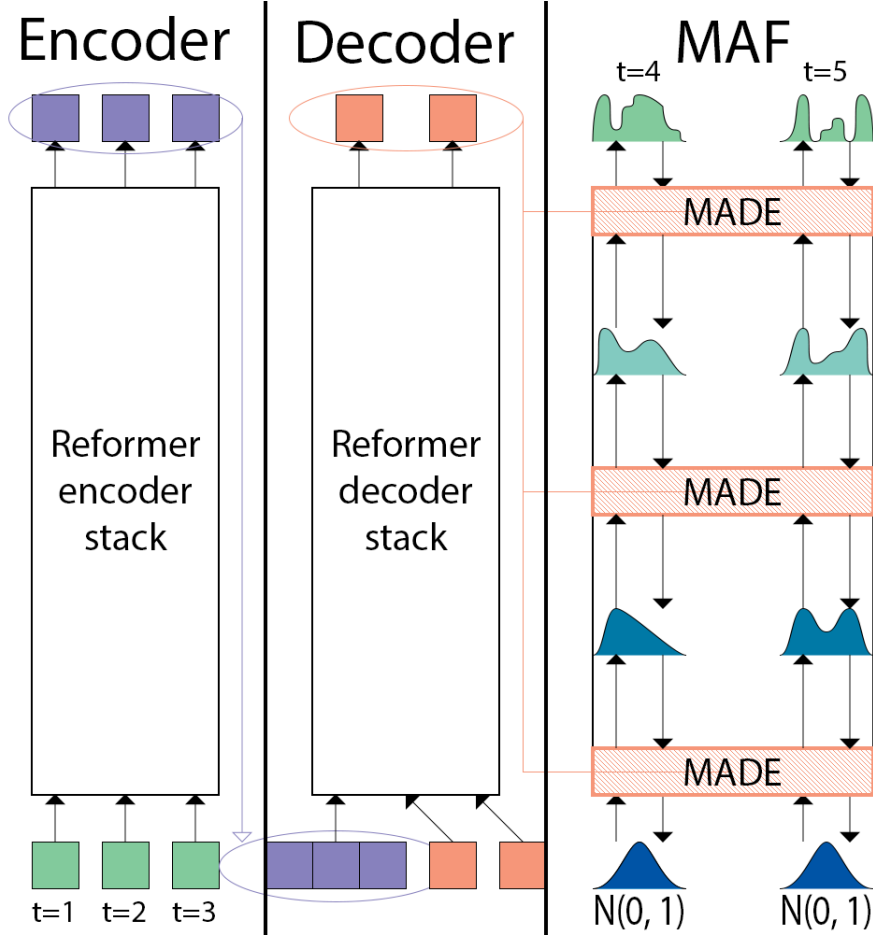 Encoder
Decoder
MAF
t=4
t=5
MADE
Reformer
encoder
stack
Reformer
decoder
stack
MADE
MADE
t=1
t=2
t=3
N(0, 1)
N(0, 1)